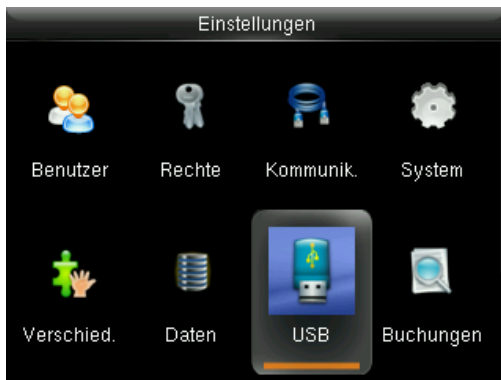 Einstellungen
Benutzer
Rechte
Kommunik.
System
Verschied.
Daten
USB
Buchungen